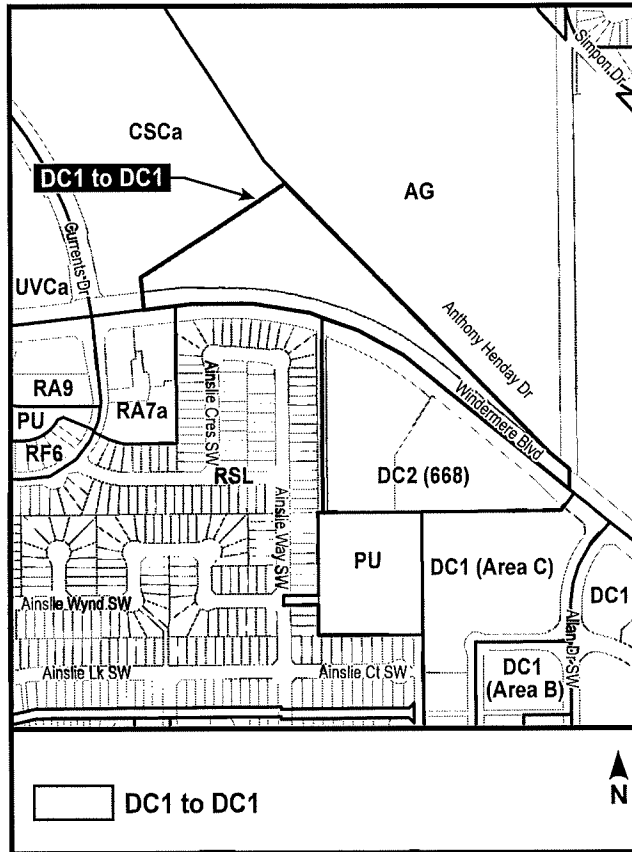 Simpon Dr
CSCa
DC1 to DC1
AG
Currents Dr
UVCa
Anthony Henday Dr
Windermere Blvd
RA9
RA7a
PU
RF6
Ainslie Cres SW
RSL
DC2 (668)
Ainslie Way SW
PU
DC1 (Area C)
DC1
Ainslie Wynd SW
Allan Dr SW
Ainslie Lk SW
Ainslie Ct SW
DC1
(Area B)
DC1 to DC1
N